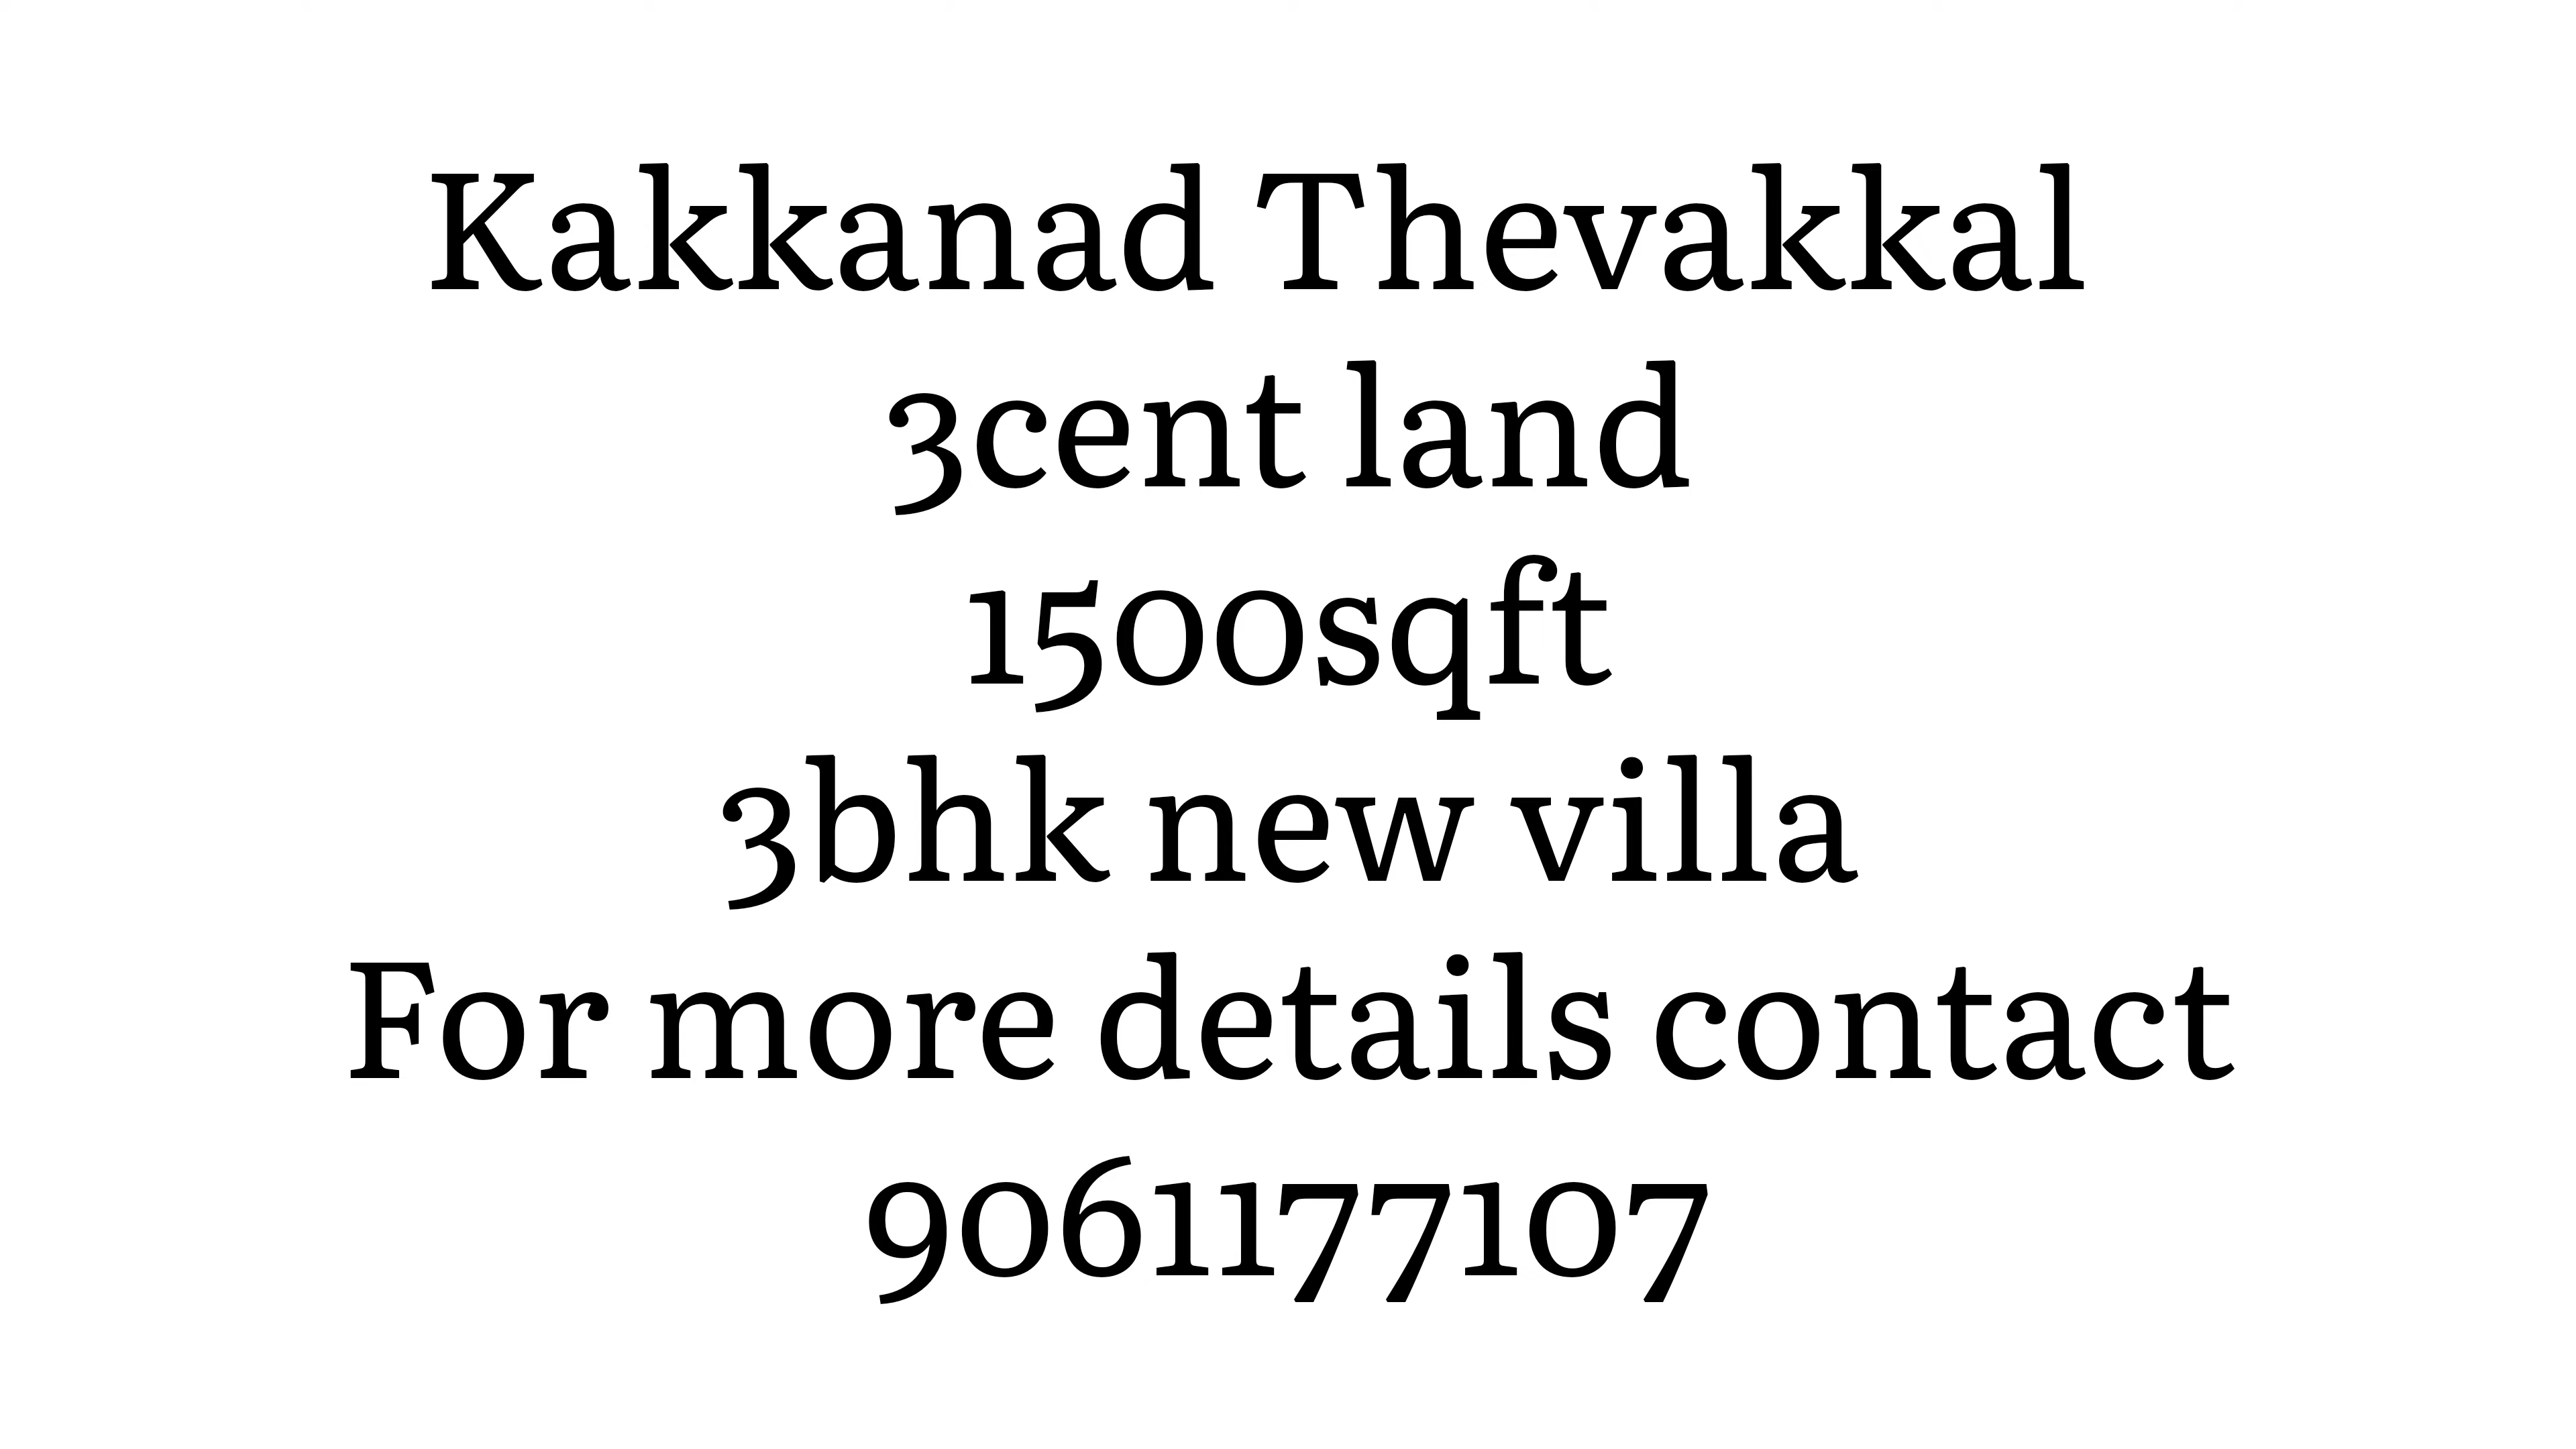 Kakkanad Thevakkal
3cent land
1500sqft
3bhk new villa
For more details contact
9061177107